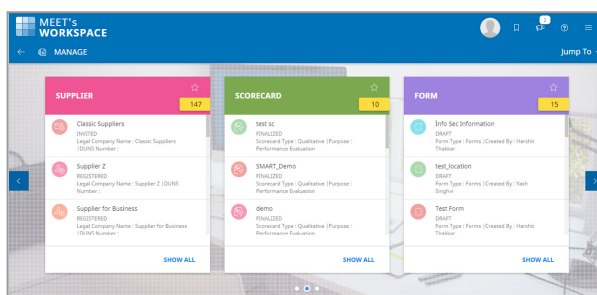 MEET's
WORKSPACE
2
MANAGE
Jump To
SUPPLIER
147
Classic Suppliers
INVITED
Legal Company Name : Classic Suppliers
|DUNS Number :
Supplier Z
REGISTERED
Legal Company Name : Supplier Z |DUNS
Number :
Supplier for Business
REGISTERED
Legal Company Name : Supplier for Business
|DUNS Number :
SHOW ALL
SCORECARD
10
test sc
FINALIZED
Scorecard Type : Qualitative |Purpose :
Performance Evaluation
SMART_Demo
FINALIZED
Scorecard Type : Qualitative |Purpose :
Performance Evaluation
demo
FINALIZED
Scorecard Type : Qualitative |Purpose :
Performance Evaluation
SHOW ALL
FORM
15
Info Sec Information
DRAFT
Form Type : Forms |Created By : Harshit
Thakkar
test_location
DRAFT
Form Type : Forms |Created By : Yash
Singhvi
Test Form
DRAFT
Form Type : Forms |Created By : Harshit
Thakkar
SHOW ALL